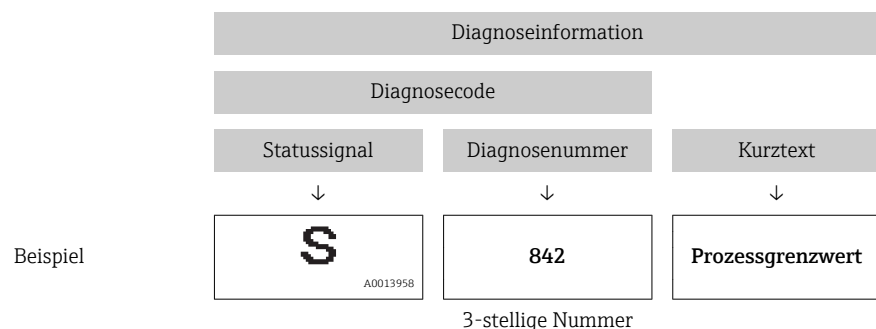 Diagnoseinformation
Diagnosecode
Statussignal Diagnosenummer Kurztext
↓ ↓ ↓
Beispiel S 842 Prozessgrenzwert
A0013958
3-stellige Nummer